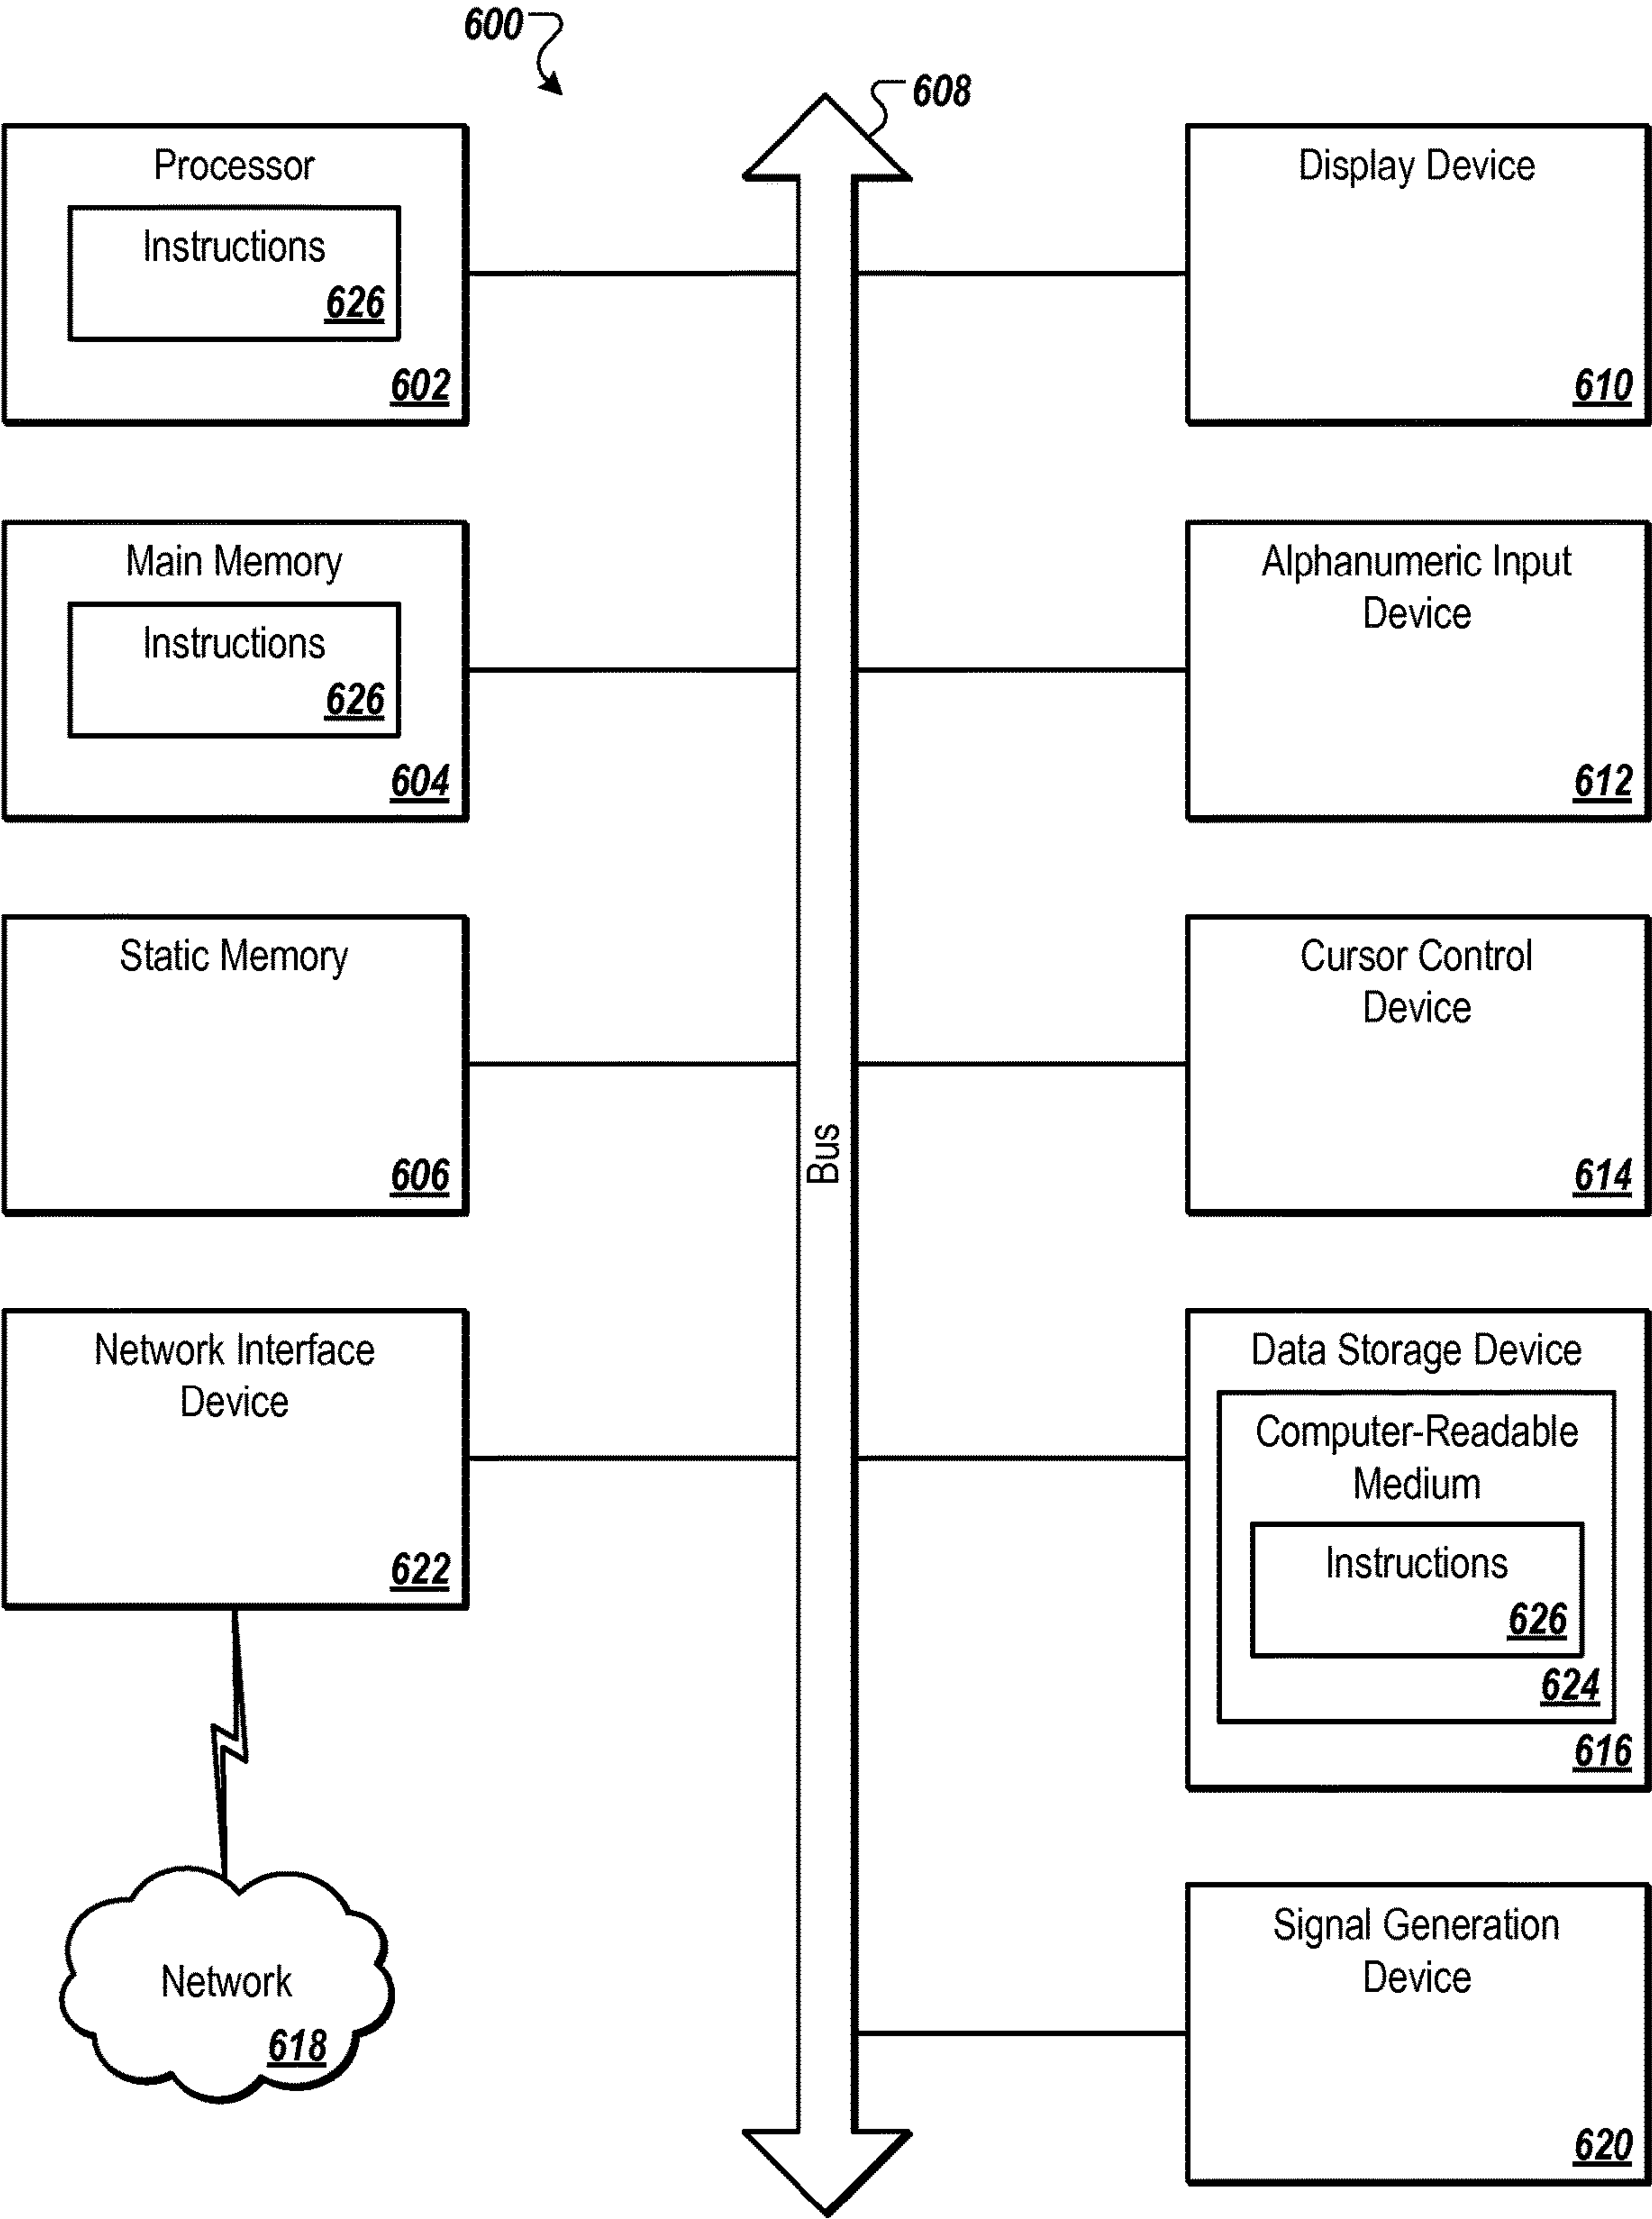 600
608
Processor
Instructions
626
602
Display Device
610
Main Memory
Instructions
626
604
Alphanumeric Input
Device
612
Static Memory
606
Cursor Control
Device
614
Bus
Network Interface
Device
622
Data Storage Device
Computer-Readable
Medium
Instructions
626
624
616
Network
618
Signal Generation
Device
620